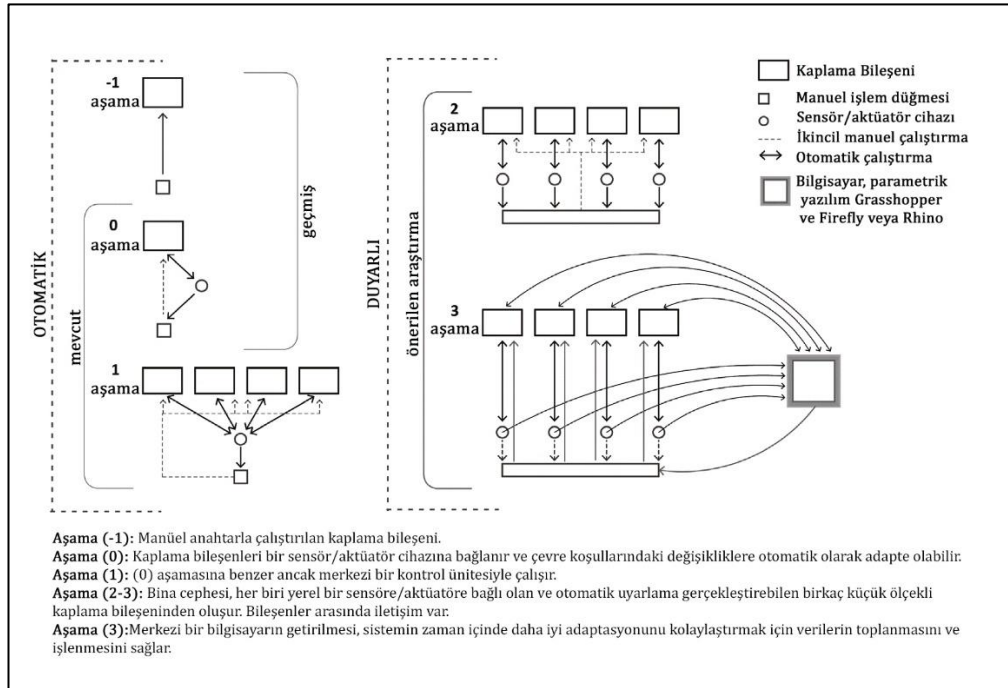 OTOMATİK
mevcut
geçmiş
-1
aşama
0
aşama
1
aşama
DUYARLI
önerilen araştırma
2
aşama
3
aşama
Kaplama Bileşeni
Manuel işlem düğmesi
Sensör/aktüatör cihazı
İkincil manuel çalıştırma
Otomatik çalıştırma
Bilgisayar, parametrik
yazılım Grasshopper
ve Firefly veya Rhino
Aşama (-1): Manüel anahtarla çalıştırılan kaplama bileşeni.
Aşama (0): Kaplama bileşenleri bir sensör/aktüatör cihazına bağlanır ve çevre koşullarındaki değişikliklere otomatik olarak adapte olabilir.
Aşama (1): (0) aşamasına benzer ancak merkezi bir kontrol ünitesiyle çalışır.
Aşama (2-3): Bina cephesi, her biri yerel bir sensöre/aktüatöre bağlı olan ve otomatik uyarlama gerçekleştirebilen birkaç küçük ölçekli
kaplama bileşeninden oluşur. Bileşenler arasında iletişim var.
Aşama (3):Merkezi bir bilgisayarın getirilmesi, sistemin zaman içinde daha iyi adaptasyonunu kolaylaştırmak için verilerin toplanmasını ve
işlenmesini sağlar.